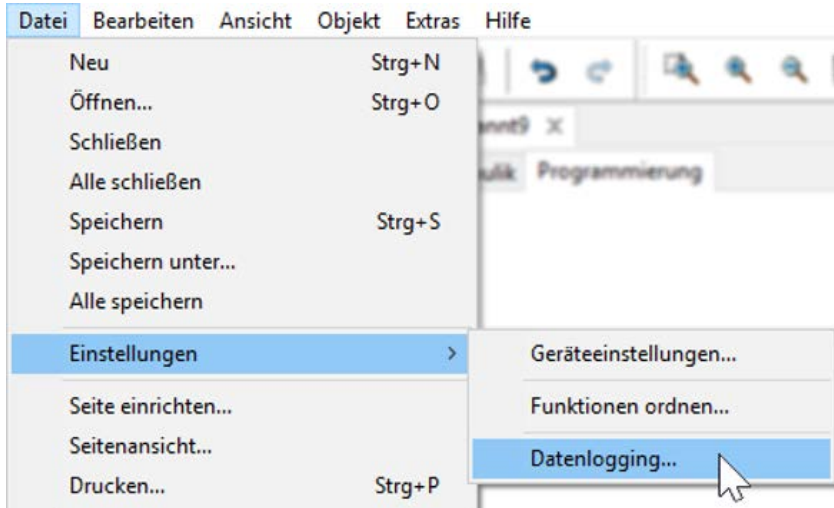 Datei Bearbeiten Ansicht Objekt Extras Hilfe
Neu Strg+N
Öffnen... Strg+O
Schließen
Alle schließen
Speichern Strg+S
Speichern unter...
Alle speichern
Einstellungen >
Seite einrichten...
Seitenansicht...
Drucken... Strg+P
Programmierung
Geräteeinstellungen...
Funktionen ordnen...
Datenlogging...